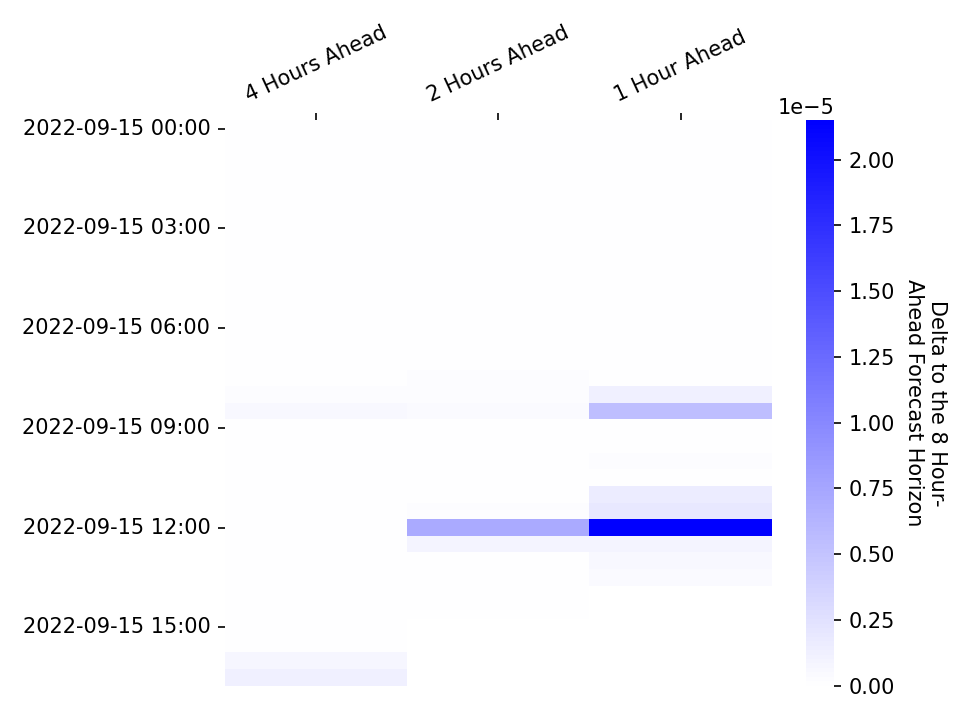 4 Hours Ahead
2 Hours Ahead
1 Hour Ahead
1e−5
2022-09-15 00:00
2022-09-15 03:00
2022-09-15 06:00
2022-09-15 09:00
2022-09-15 12:00
2022-09-15 15:00
2.00
1.75
1.50
1.25
1.00
0.75
0.50
0.25
0.00
Delta to the 8 Hour-
Ahead Forecast Horizon